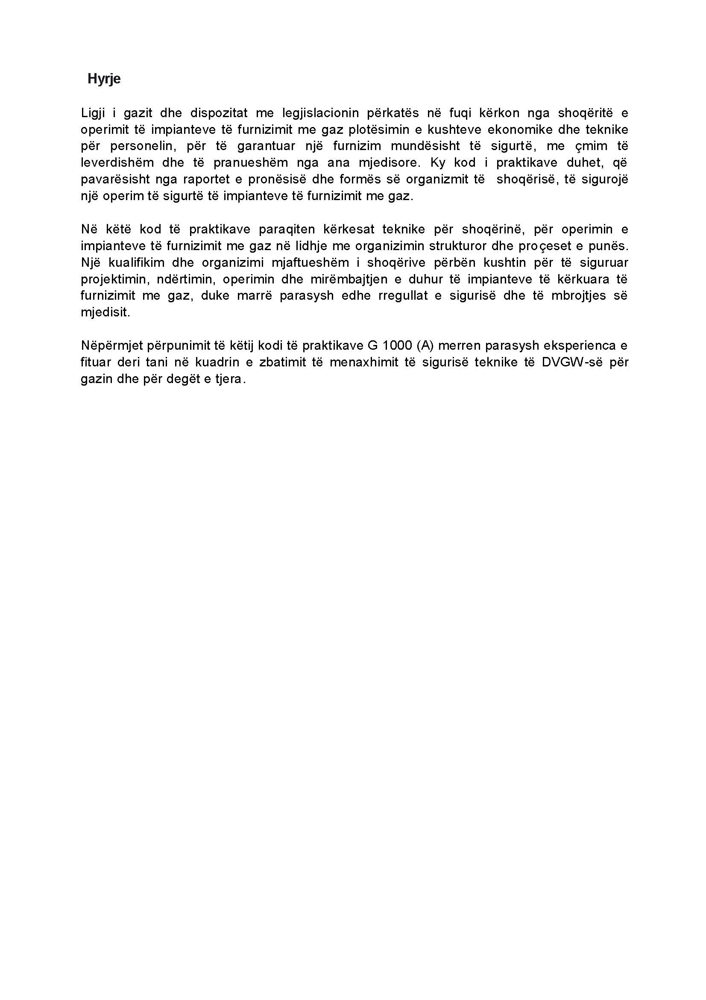 Hyrje
Ligji i gazit dhe dispozitat me legjislacionin përkatës në fuqi kërkon nga shoqëritë e
operimit të impianteve të furnizimit me gaz plotësimin e kushteve ekonomike dhe teknike
për personelin, për të garantuar një furnizim mundësisht të sigurtë, me çmim të
leverdishëm dhe të pranueshëm nga ana mjedisore. Ky kod i praktikave duhet, që
pavarësisht nga raportet e pronësisë dhe formës së organizmit të shoqërisë, të sigurojë
një operim të sigurtë të impianteve të furnizimit me gaz.
Në këtë kod të praktikave paraqiten kërkesat teknike për shoqërinë, për operimin e
impianteve të furnizimit me gaz në lidhje me organizimin strukturor dhe proçeset e punës.
Një kualifikim dhe organizimi mjaftueshëm i shoqërive përbën kushtin për të siguruar
projektimin, ndërtimin, operimin dhe mirëmbajtjen e duhur të impianteve të kërkuara të
furnizimit me gaz, duke marrë parasysh edhe rregullat e sigurisë dhe të mbrojtjes së
mjedisit.
Nëpërmjet përpunimit të këtij kodi të praktikave G 1000 (A) merren parasysh eksperienca e
fituar deri tani në kuadrin e zbatimit të menaxhimit të sigurisë teknike të DVGW-së për
gazin dhe për degët e tjera.